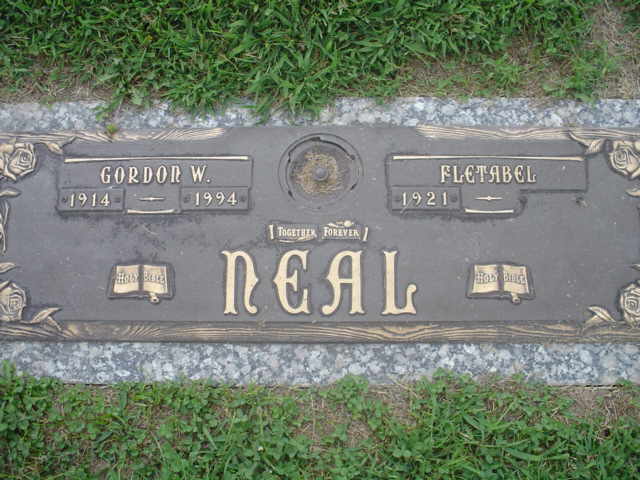 GORDON W. FLETABEL
1914 – 1994 1921 –
TOGETHER FOREVER
HOLY BIBLE NEAL HOLY BIBLE